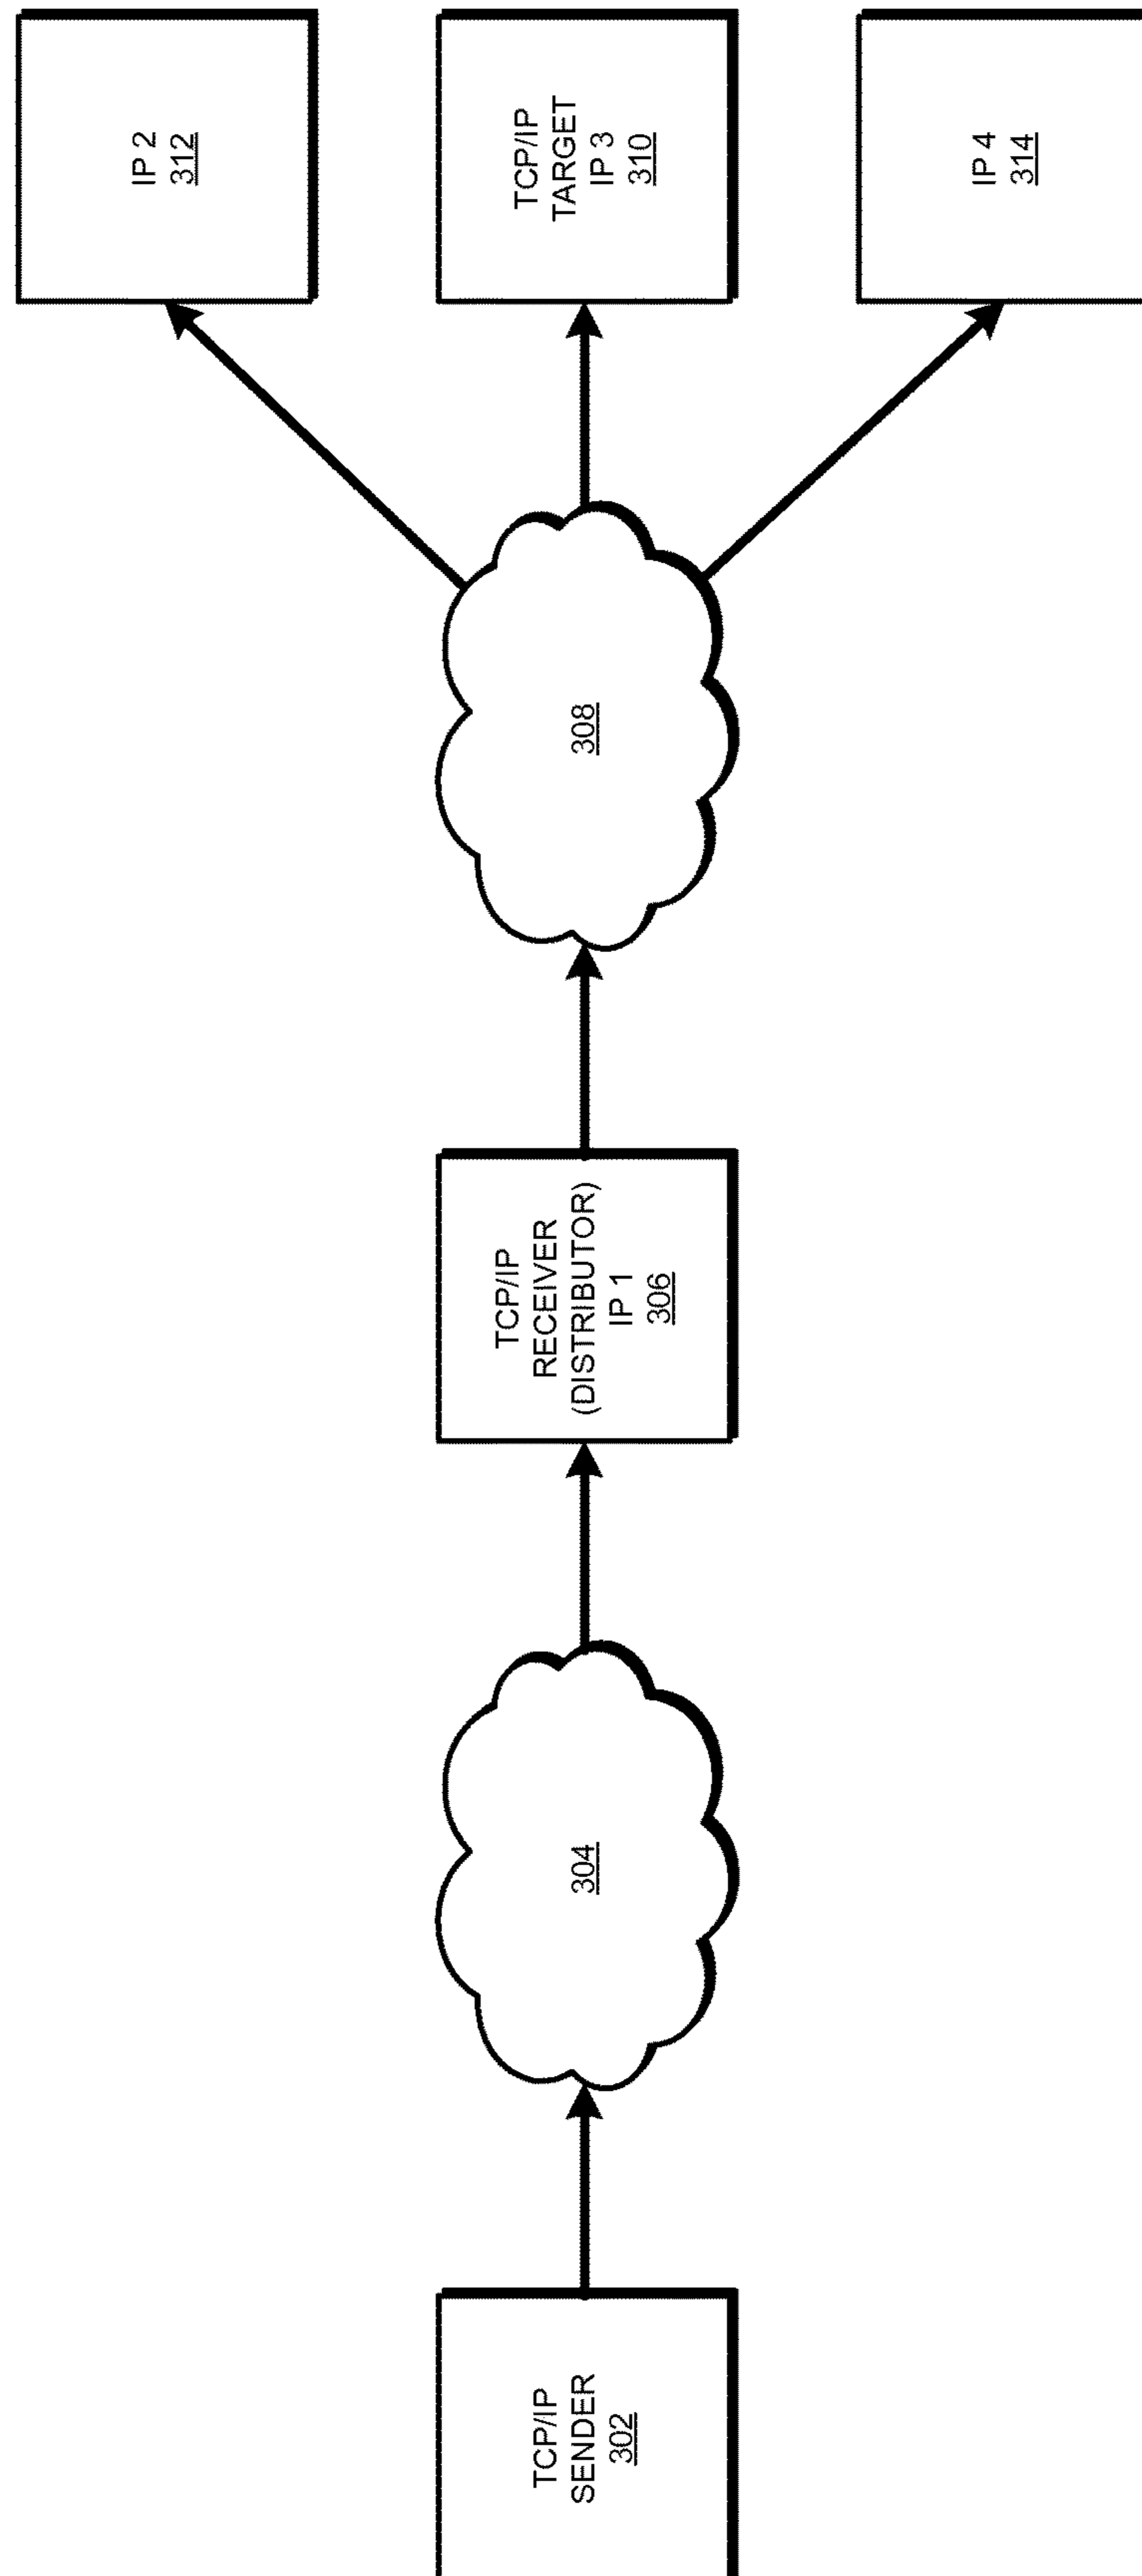 TCP/IP
SENDER
302
304
TCP/IP
RECEIVER
(DISTRIBUTOR)
IP 1
306
308
IP 2
312
TCP/IP
TARGET
IP 3
310
IP 4
314